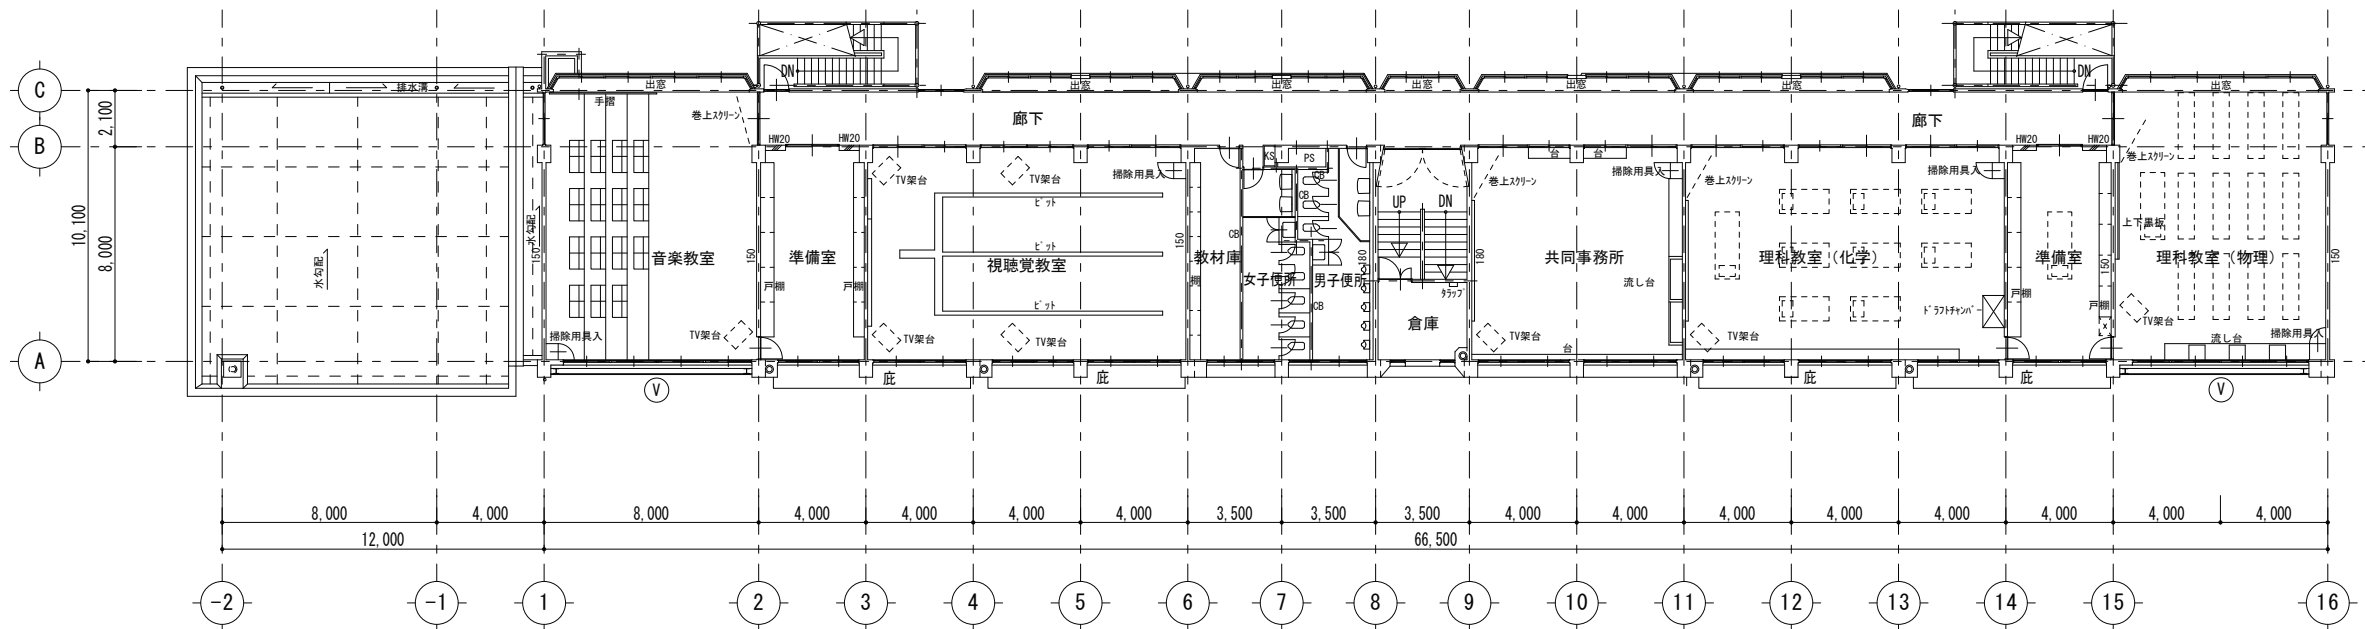 DN
DN
C
排水溝
出窓
出窓
出窓
出窓
出窓
出窓
出窓
手摺
巻上スクリーン
廊下
廊下
2,100
B
HW20
HW20
HW20
HW20
KS
PS
台
台
巻上スクリーン
TV架台
TV架台
掃除用具入
CB
CB
巻上スクリーン
掃除用具入
巻上スクリーン
掃除用具入
ピット
UP
DN
上下黒板
10,100
8,000
水勾配
水勾配
150
音楽教室
150
準備室
ピット
視聴覚教室
150
教材庫
CB
女子便所
男子便所
180
180
共同事務所
理科教室(化学)
準備室
150
理科教室(物理)
150
戸棚
戸棚
棚
流し台
タラップ
戸棚
戸棚
ピット
CB
倉庫
ドラフトチャンバー
TV架台
掃除用具入
TV架台
TV架台
TV架台
TV架台
TV架台
流し台
掃除用具入
台
A
庇
庇
庇
庇
V
V
8,000
4,000
8,000
4,000
4,000
4,000
4,000
3,500
3,500
3,500
4,000
4,000
4,000
4,000
4,000
4,000
4,000
4,000
12,000
66,500
-2
-1
1
2
3
4
5
6
7
8
9
10
11
12
13
14
15
16